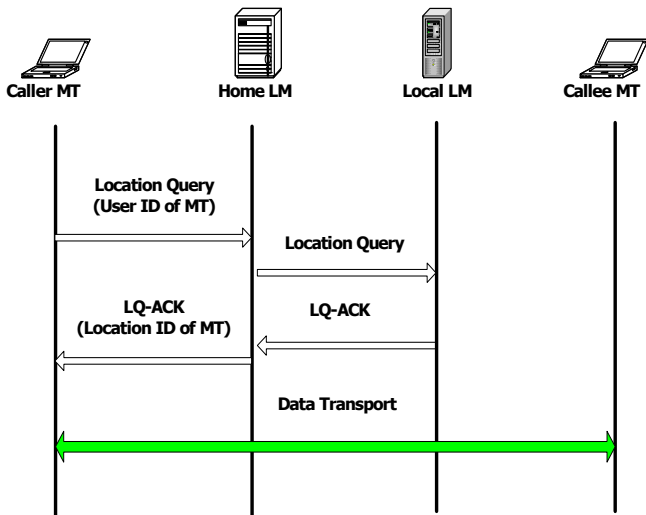 Caller MT
Home LM
Local LM
Callee MT
Location Query
(User ID of MT)
Location Query
LQ-ACK
(Location ID of MT)
LQ-ACK
Data Transport